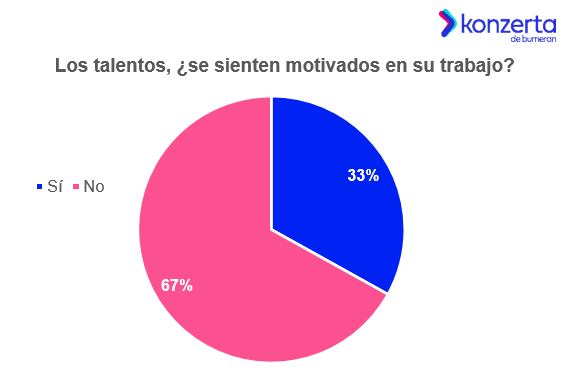 konzerta
de bumeran
Los talentos, ¿se sienten motivados en su trabajo?
33%
Sí No
67%